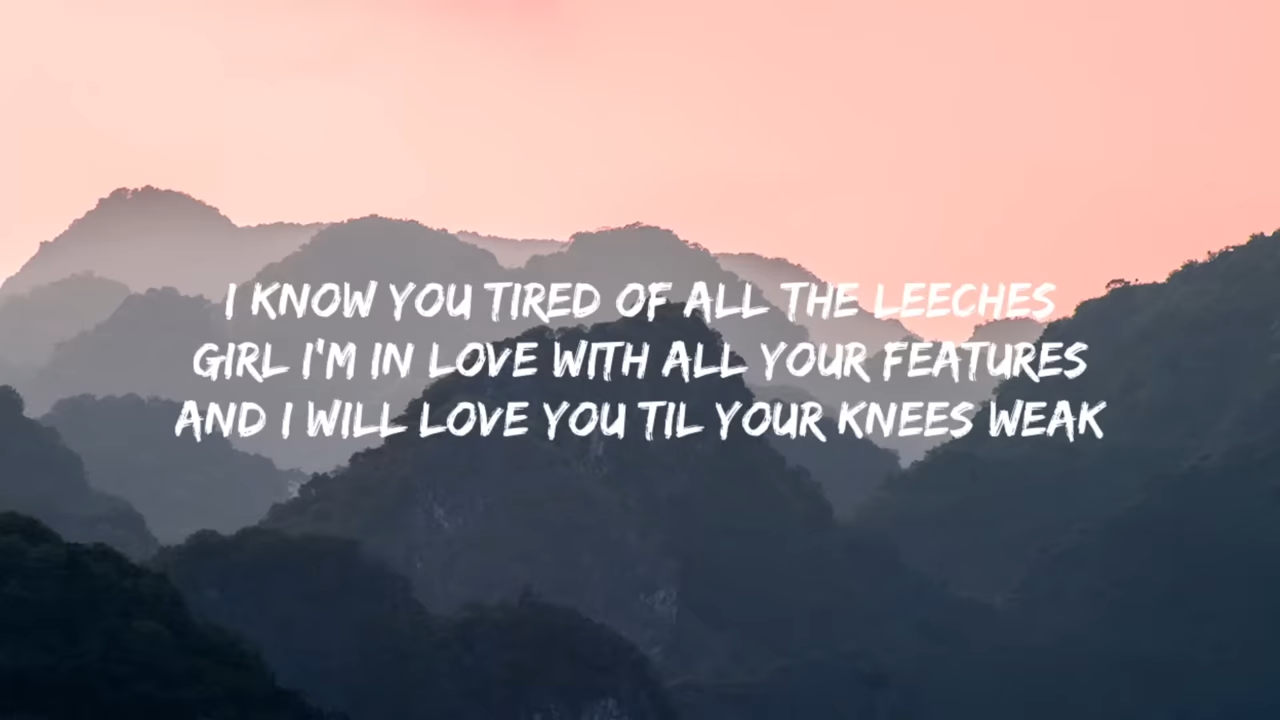 I KNOW YOU TIRED OF ALL THE LEECHES
GIRL I'M IN LOVE WITH ALL YOUR FEATURES
AND I WILL LOVE YOU TIL YOUR KNEES WEAK